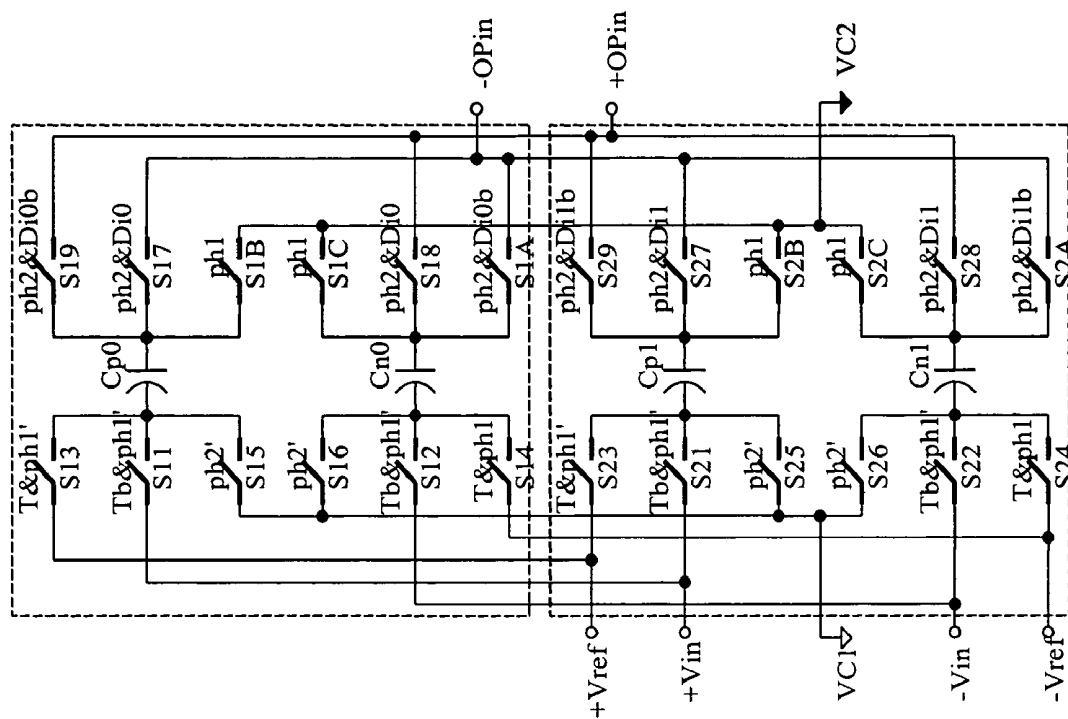 ph2&Di0b
S19
ph2&Di0
S17
ph1
S1B
ph1
S1C
ph2&Di0
S18
ph2&Di0b
S1A
-OPin
+OPin
VC2
ph2&Di1b
S29
ph2&Di1
S27
ph1
S2B
ph1
S2C
ph2&Di1
S28
ph2&Di1b
S2A
Cp0
Cn0
Cp1
Cn1
T&ph1'
S13
Tb&ph1'
S11
ph2'
S15
ph2'
S16
Tb&ph1'
S12
T&ph1'
S14
T&ph1'
S23
Tb&ph1'
S21
ph2'
S25
ph2'
S26
Tb&ph1'
S22
T&ph1'
S24
+Vref
+Vin
VC1
-Vin
-Vref